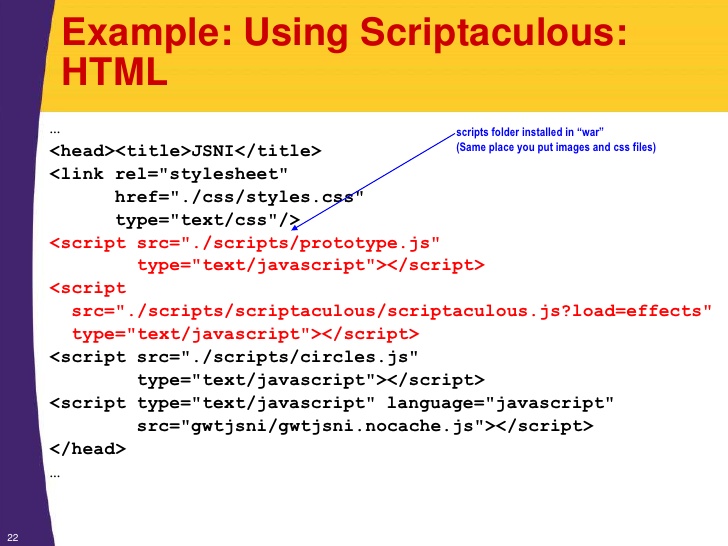 Example: Using Scriptaculous:
HTML
...
scripts folder installed in “war”
(Same place you put images and css files)
<head><title>JSNI</title>
<link rel="stylesheet"
      href="./css/styles.css"
      type="text/css"/>
<script src="./scripts/prototype.js"
        type="text/javascript"></script>
<script
  src="./scripts/scriptaculous/scriptaculous.js?load=effects"
  type="text/javascript"></script>
<script src="./scripts/circles.js"
        type="text/javascript"></script>
<script type="text/javascript" language="javascript"
        src="gwtjsni/gwtjsni.nocache.js"></script>
</head>
...
22